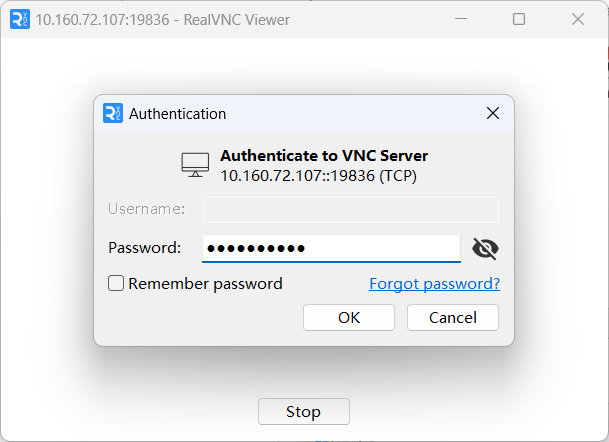 10.160.72.107:19836 - RealVNC Viewer
Authentication
Authenticate to VNC Server
10.160.72.107::19836 (TCP)
Username:
Password: ●●●●●●●●●●
Remember password Forgot password?
OK Cancel
Stop